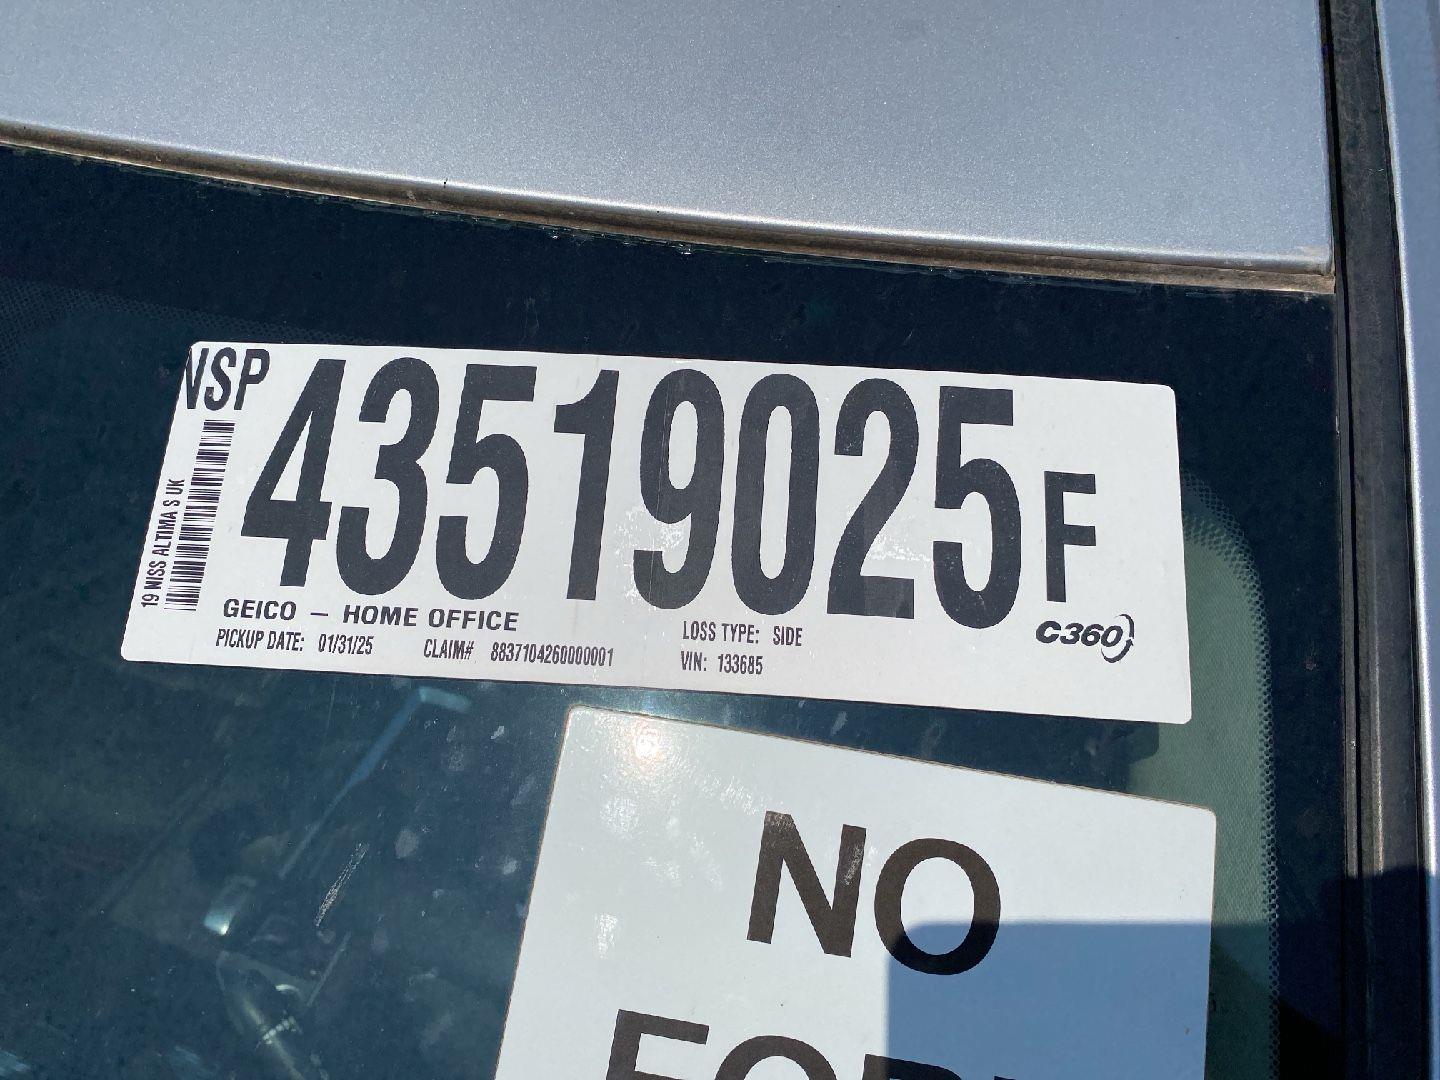 NSP
43519025F
19 NISS ALTIMA S UK
GEICO – HOME OFFICE
PICKUP DATE: 01/31/25 CLAIM# 8837104260000001
LOSS TYPE: SIDE
VIN: 133685
C360
NO